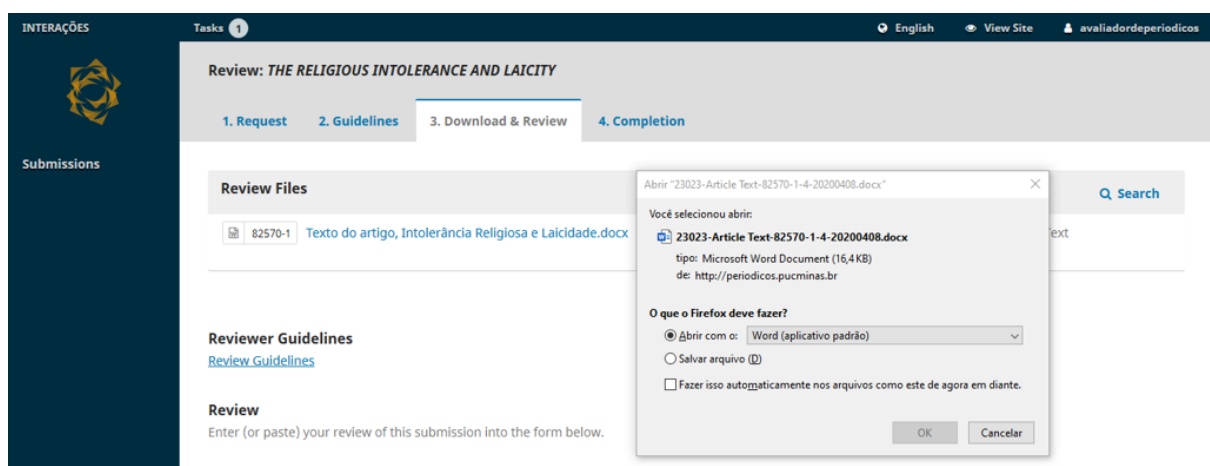 INTERAÇÕES
Tasks 1
English
View Site
avaliadordeperiodicos
Submissions
Review: THE RELIGIOUS INTOLERANCE AND LAICITY
1. Request
2. Guidelines
3. Download & Review
4. Completion
Review Files
Search
82570-1 Texto do artigo, Intolerância Religiosa e Laicidade.docx
Reviewer Guidelines
Review Guidelines
Review
Enter (or paste) your review of this submission into the form below.
Abrir "23023-Article Text-82570-1-4-20200408.docx"
Você selecionou abrir:
23023-Article Text-82570-1-4-20200408.docx
tipo: Microsoft Word Document (16,4 KB)
de: http://periodicos.pucminas.br
O que o Firefox deve fazer?
Abrir com o: Word (aplicativo padrão)
Salvar arquivo (D)
Fazer isso automaticamente nos arquivos como este de agora em diante.
OK
Cancelar